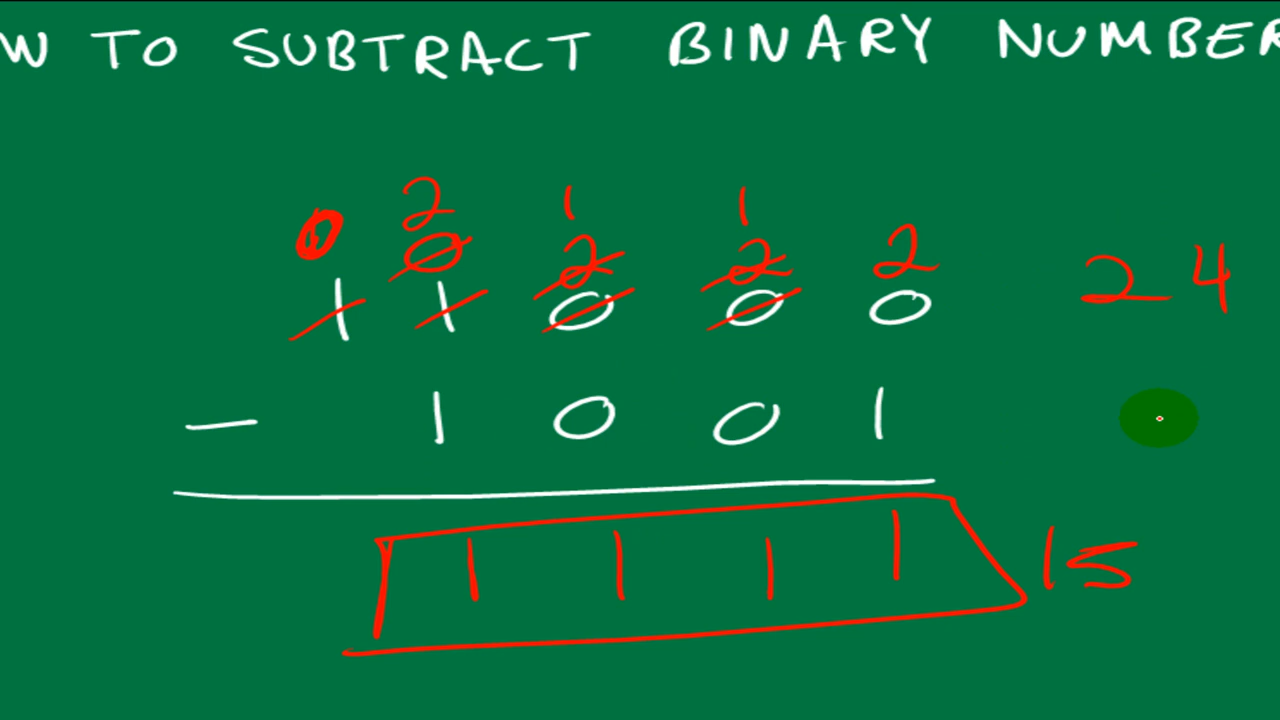 W TO SUBTRACT BINARY NUMBER
2 1 1
0 0 2 2 2
1 1 0 0 0 24
- 1 0 0 1
1 1 1 1 15